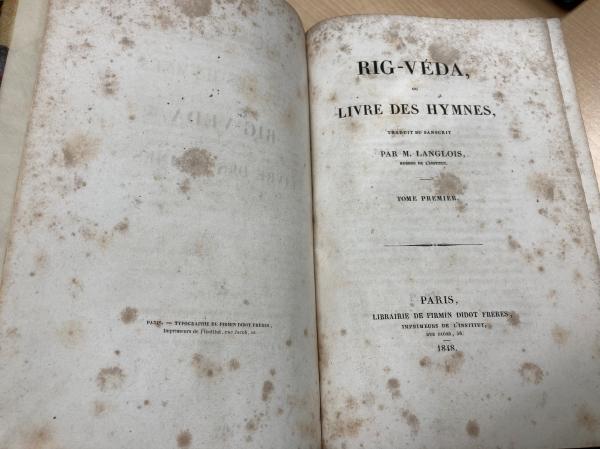 PARIS. — TYPOGRAPHIE DE FIRMIN DIDOT FRÈRES,
Imprimeurs de l'Institut, rue Jacob, 56.
RIG-VÉDA,
OU
LIVRE DES HYMNES,
TRADUIT DU SANSCRIT
PAR M. LANGLOIS,
MEMBRE DE L'INSTITUT.
TOME PREMIER.
PARIS,
LIBRAIRIE DE FIRMIN DIDOT FRÈRES,
IMPRIMEURS DE L'INSTITUT,
RUE JACOB, 56.
1848.